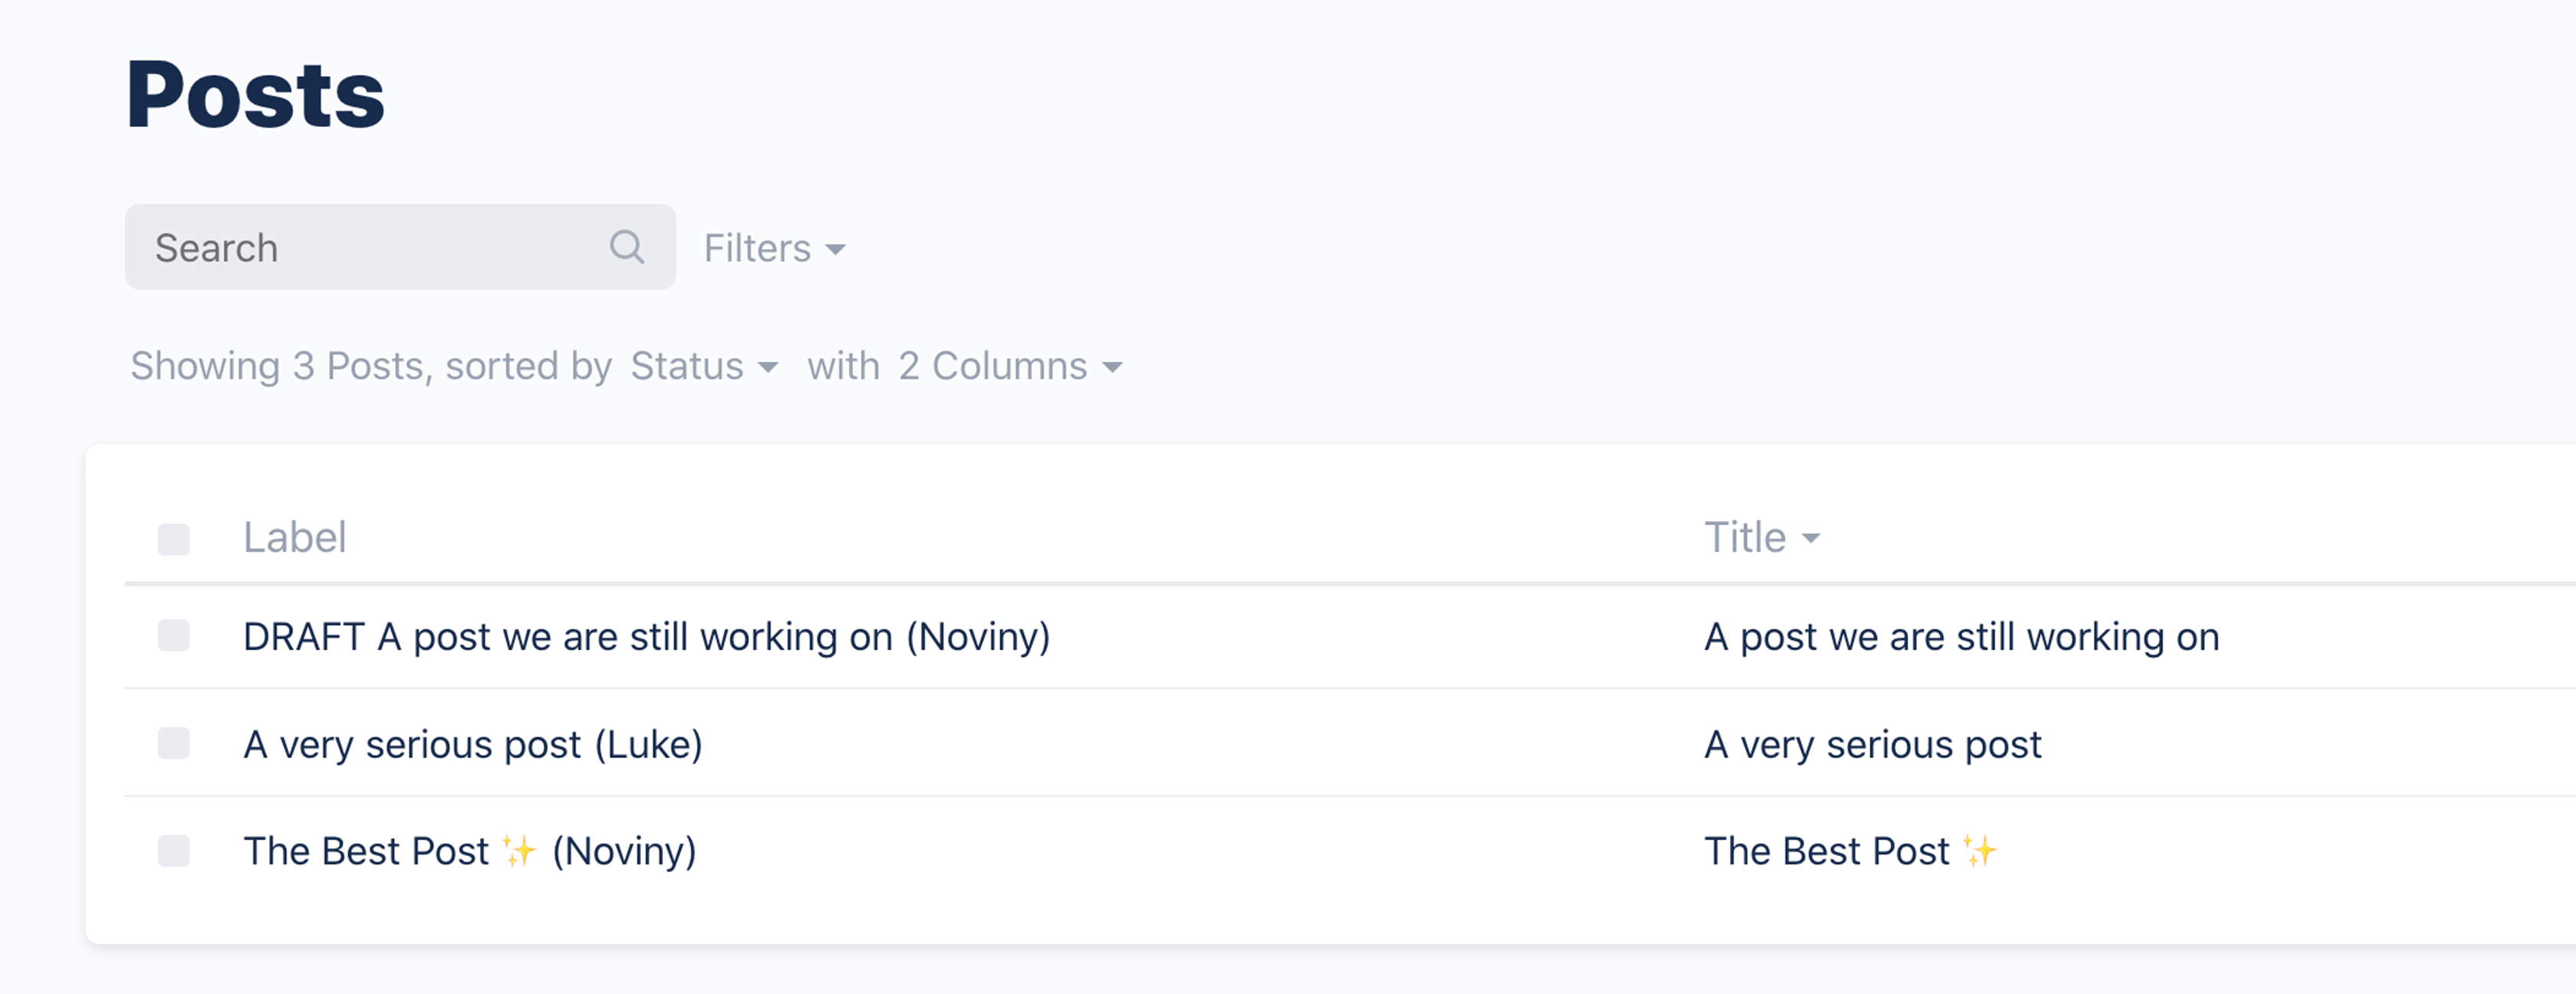 Posts
Search Filters
Showing 3 Posts, sorted by Status with 2 Columns
Label Title
DRAFT A post we are still working on (Noviny) A post we are still working on
A very serious post (Luke) A very serious post
The Best Post ✨ (Noviny) The Best Post ✨